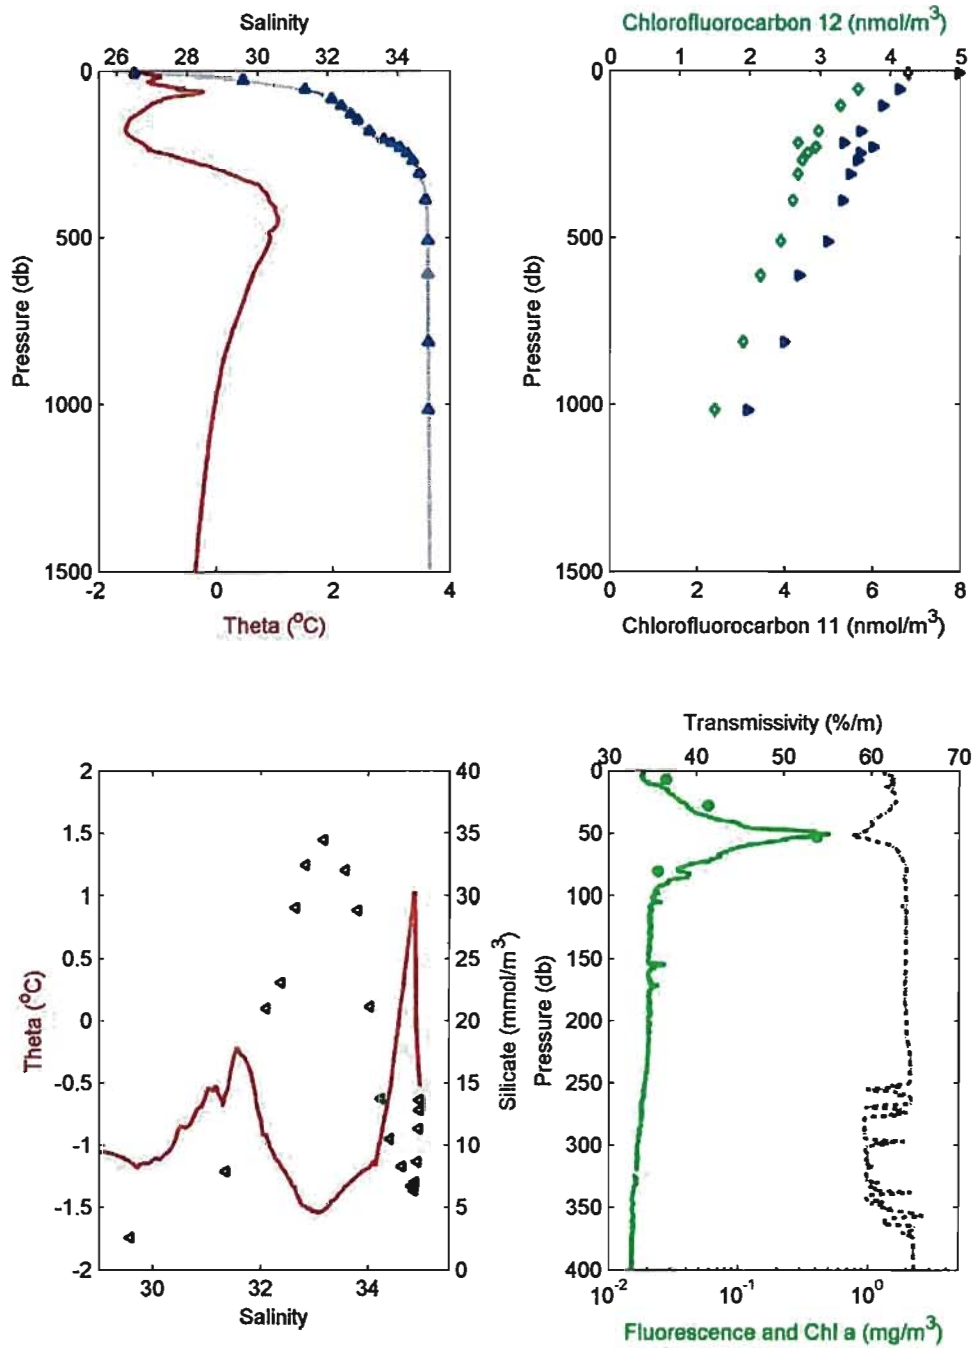 Salinity
26 28 30 32 34
0
500
1000
1500
Pressure (db)
-2 0 2 4
Theta (°C)
Chlorofluorocarbon 12 (nmol/m³)
0 1 2 3 4 5
0
500
1000
1500
Pressure (db)
0 2 4 6 8
Chlorofluorocarbon 11 (nmol/m³)
2
1.5
1
0.5
0
-0.5
-1
-1.5
-2
Theta (°C)
30 32 34
Salinity
40
35
30
25
20
15
10
5
0
Silicate (mmol/m³)
Transmissivity (%/m)
30 40 50 60 70
0
50
100
150
200
250
300
350
400
Pressure (db)
10⁻² 10⁻¹ 10⁰
Fluorescence and Chl a (mg/m³)